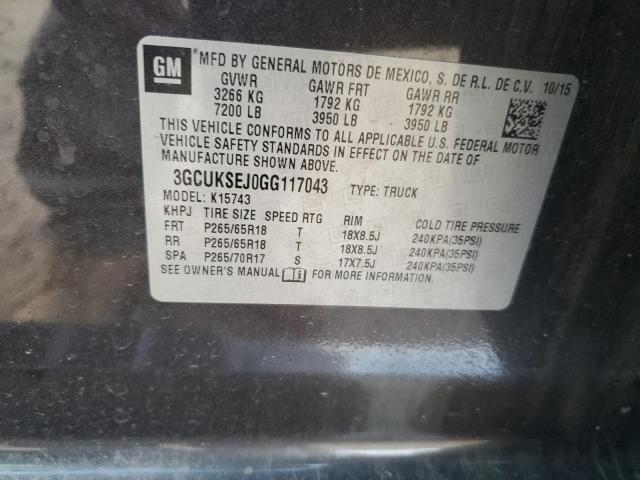 GM
*MFD BY GENERAL MOTORS DE MEXICO, S. DE R.L. DE C.V. 10/15
GVWR GAWR FRT GAWR RR
3266 KG 1792 KG 1792 KG
7200 LB 3950 LB 3950 LB
THIS VEHICLE CONFORMS TO ALL APPLICABLE U.S. FEDERAL MOTOR
VEHICLE SAFETY STANDARDS IN EFFECT ON THE DATE OF
MANUFACTURE SHOWN ABOVE.
3GCUKSEJ0GG117043 TYPE: TRUCK
MODEL: K15743
KHPJ TIRE SIZE SPEED RTG RIM COLD TIRE PRESSURE
FRT P265/65R18 T 18X8.5J 240KPA(35PSI)
RR P265/65R18 T 18X8.5J 240KPA(35PSI)
SPA P265/70R17 S 17X7.5J 240KPA(35PSI)
SEE OWNER'S MANUAL FOR MORE INFORMATION.